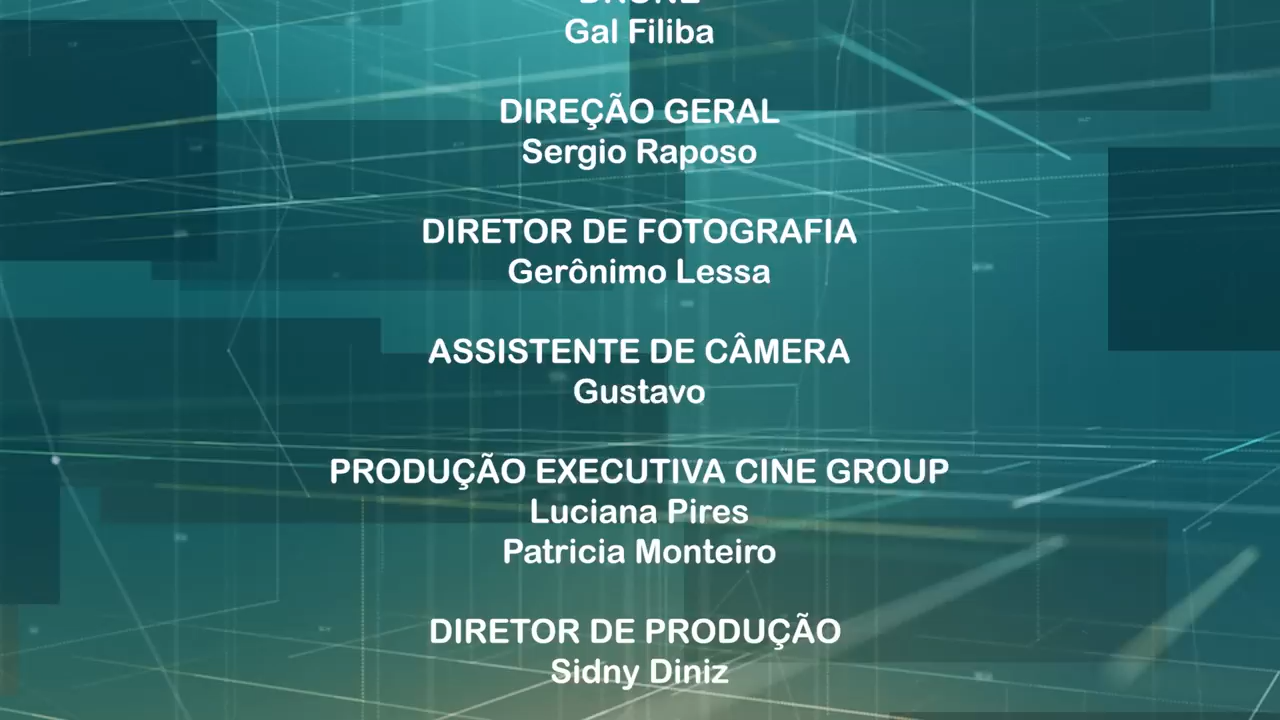 DRONE
Gal Filiba
DIREÇÃO GERAL
Sergio Raposo
DIRETOR DE FOTOGRAFIA
Gerônimo Lessa
ASSISTENTE DE CÂMERA
Gustavo
PRODUÇÃO EXECUTIVA CINE GROUP
Luciana Pires
Patricia Monteiro
DIRETOR DE PRODUÇÃO
Sidny Diniz